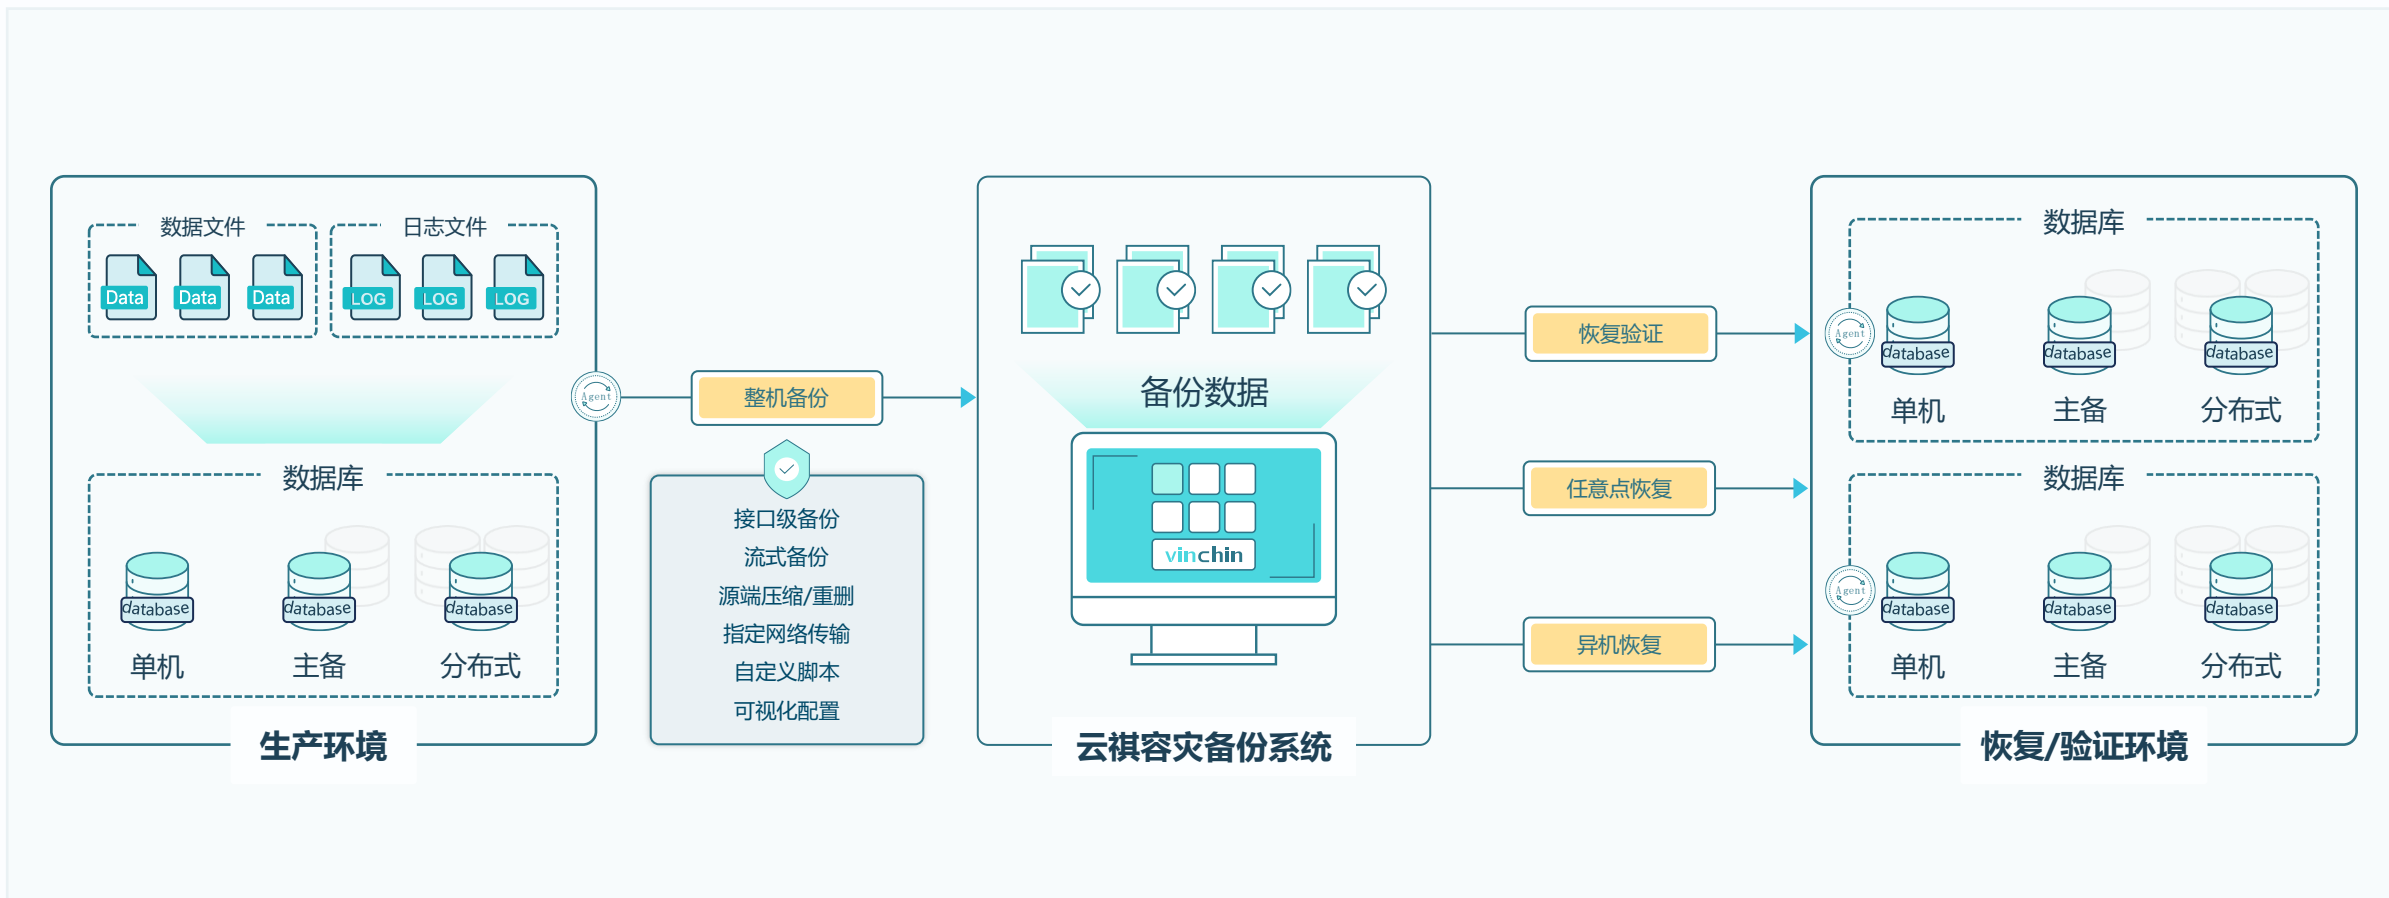 数据文件
Data
Data
Data
日志文件
LOG
LOG
LOG
数据库
database
database
database
单机
主备
分布式
生产环境
Agent
整机备份
接口级备份
流式备份
源端压缩/重删
指定网络传输
自定义脚本
可视化配置
备份数据
vinchin
云祺容灾备份系统
恢复验证
任意点恢复
异机恢复
数据库
Agent
database
database
database
单机
主备
分布式
数据库
Agent
database
database
database
单机
主备
分布式
恢复/验证环境